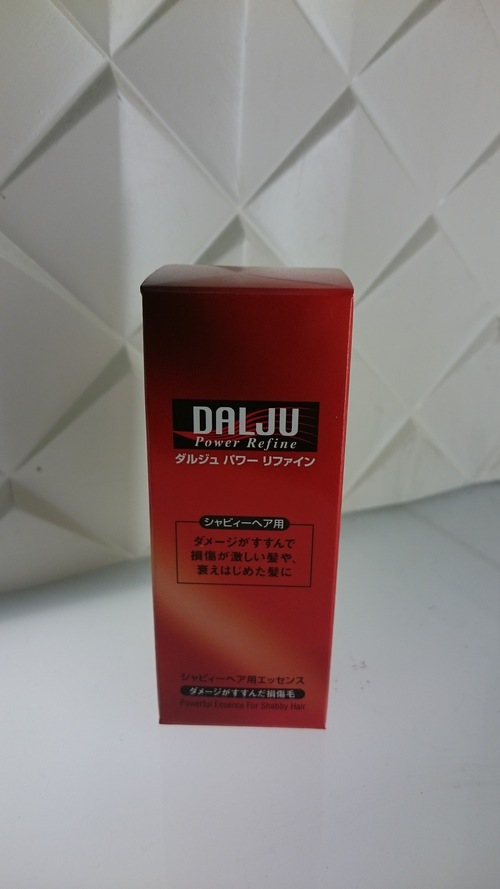 DALJU
Power Refine
ダルジュ パワー リファイン
シャビィーヘア用
ダメージがすすんで
損傷が激しい髪や、
衰えはじめた髪に
シャビィーヘア用エッセンス
ダメージがすすんだ損傷毛
Powerful Essence For Shabby Hair